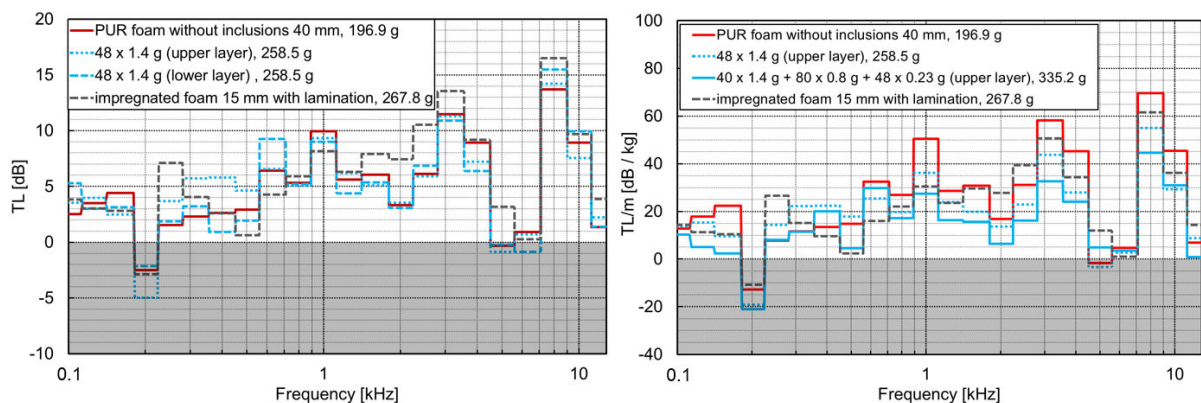 20
15
10
5
0
-5
-10
TL [dB]
PUR foam without inclusions 40 mm, 196.9 g
48 x 1.4 g (upper layer), 258.5 g
48 x 1.4 g (lower layer) , 258.5 g
impregnated foam 15 mm with lamination, 267.8 g
0.1
1
10
Frequency [kHz]
100
80
60
40
20
0
-20
-40
TL/m [dB / kg]
PUR foam without inclusions 40 mm, 196.9 g
48 x 1.4 g (upper layer), 258.5 g
40 x 1.4 g + 80 x 0.8 g + 48 x 0.23 g (upper layer), 335.2 g
impregnated foam 15 mm with lamination, 267.8 g
0.1
1
10
Frequency [kHz]